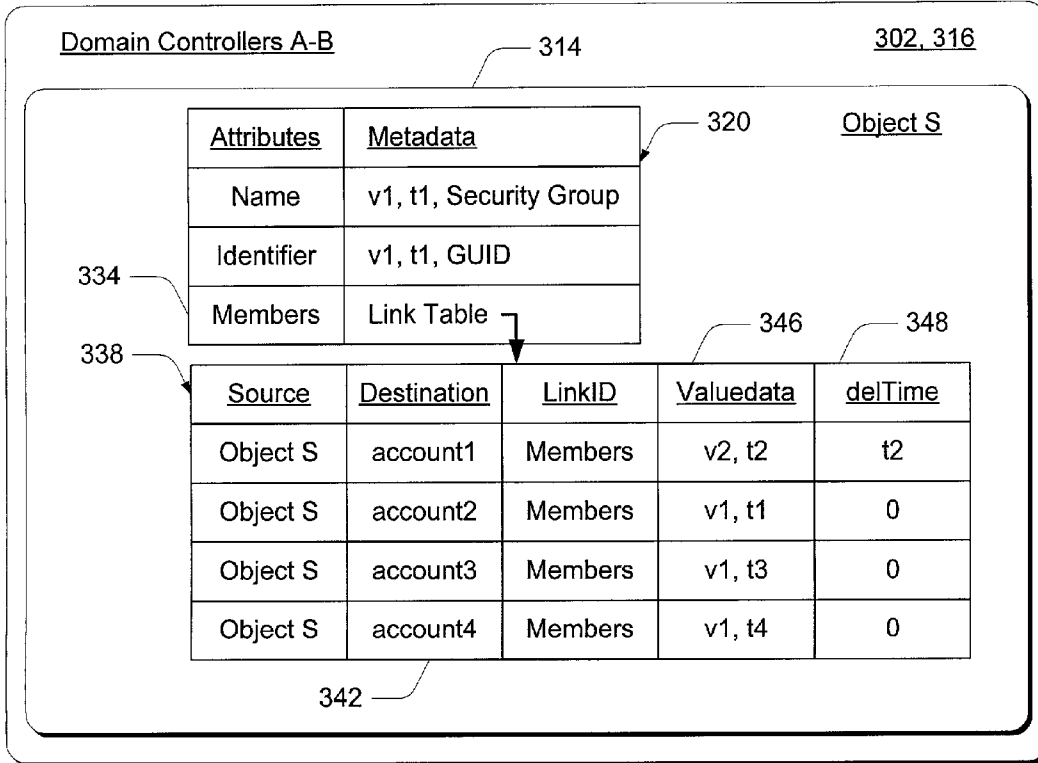 Domain Controllers A-B 314 302, 316
Attributes Metadata 320 Object S
Name v1, t1, Security Group
Identifier v1, t1, GUID
334
Members Link Table 346 348
338
Source Destination LinkID Valuedata delTime
Object S account1 Members v2, t2 t2
Object S account2 Members v1, t1 0
Object S account3 Members v1, t3 0
Object S account4 Members v1, t4 0
342